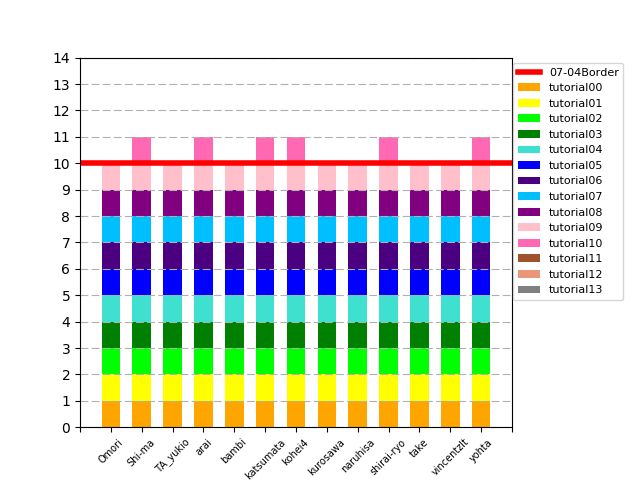 14
13
12
11
10
9
8
7
6
5
4
3
2
1
0
Omori
Shi-ma
TA_yukio
arai
bambi
katsumata
kohei4
kurosawa
naruhisa
shirai-ryo
take
vincentzlt
yohta
07-04Border
tutorial00
tutorial01
tutorial02
tutorial03
tutorial04
tutorial05
tutorial06
tutorial07
tutorial08
tutorial09
tutorial10
tutorial11
tutorial12
tutorial13